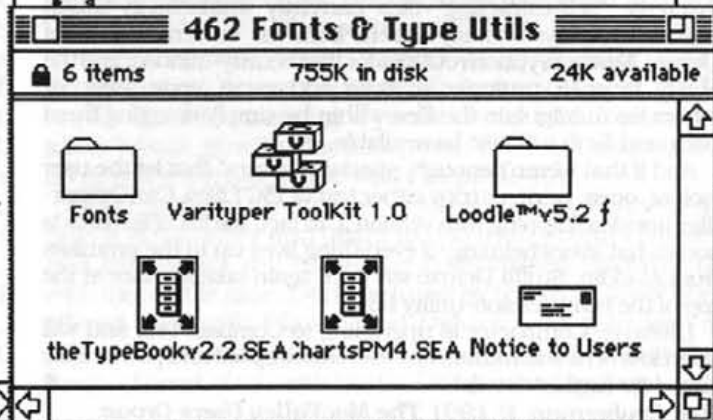 462 Fonts & Type Utils
6 items 755K in disk 24K available
Fonts Varityper ToolKit 1.0 Loodle™v5.2 ƒ
theTypeBookv2.2.SEA hartsPM4.SEA Notice to Users